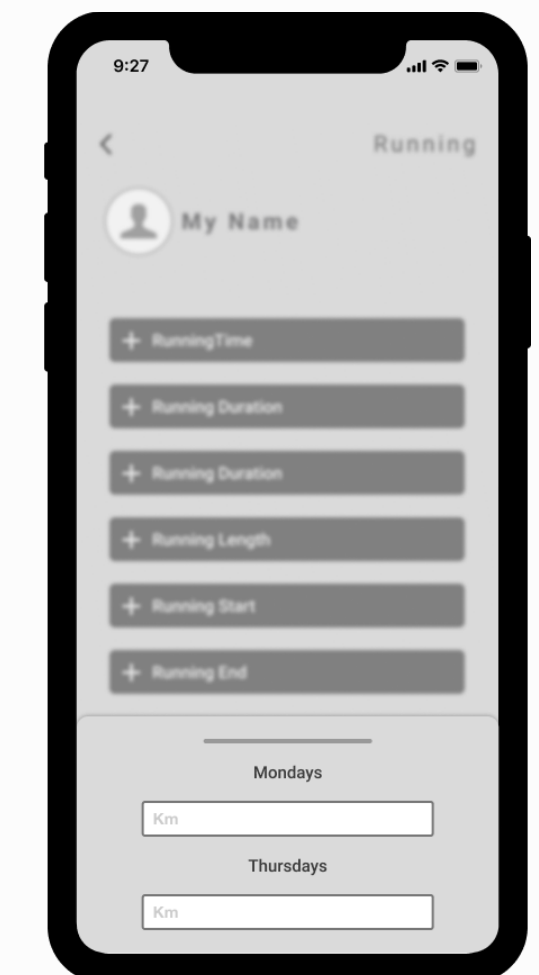 9:27
Running
My Name
RunningTime
Running Duration
Running Duration
Running Length
Running Start
Running End
Mondays
Km
Thursdays
Km